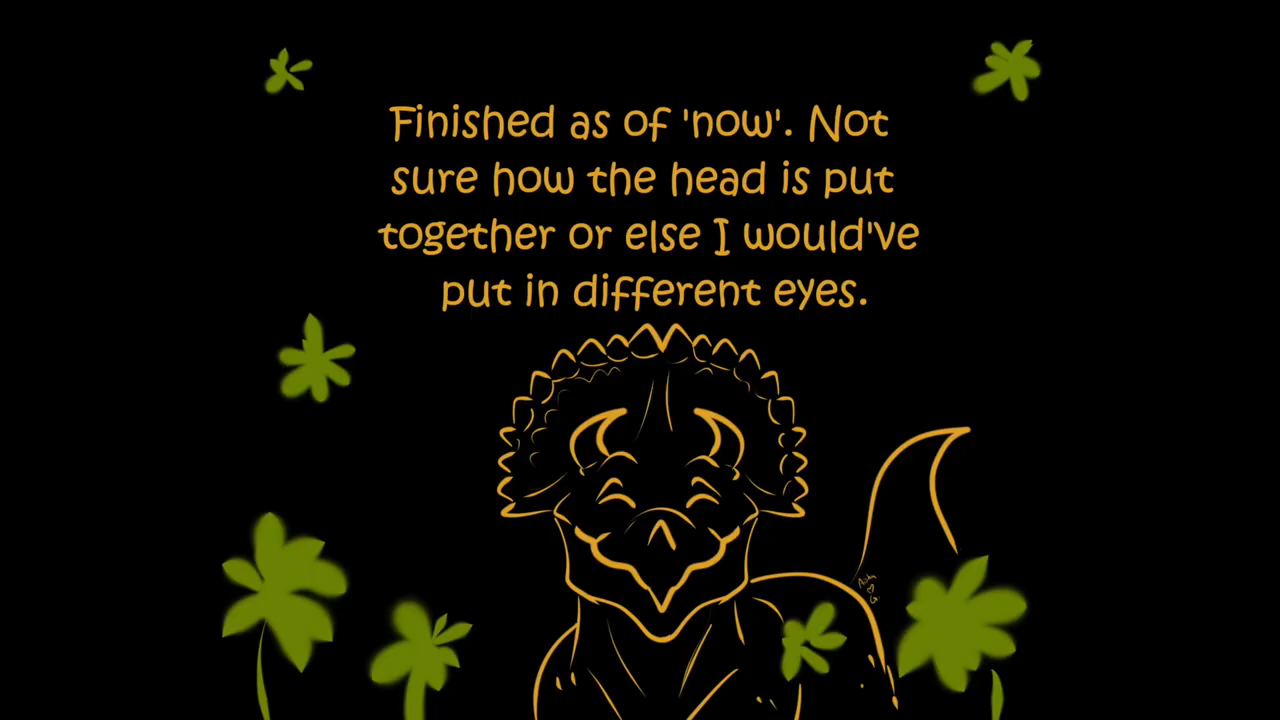 Finished as of 'now'. Not
sure how the head is put
together or else I would've
put in different eyes.